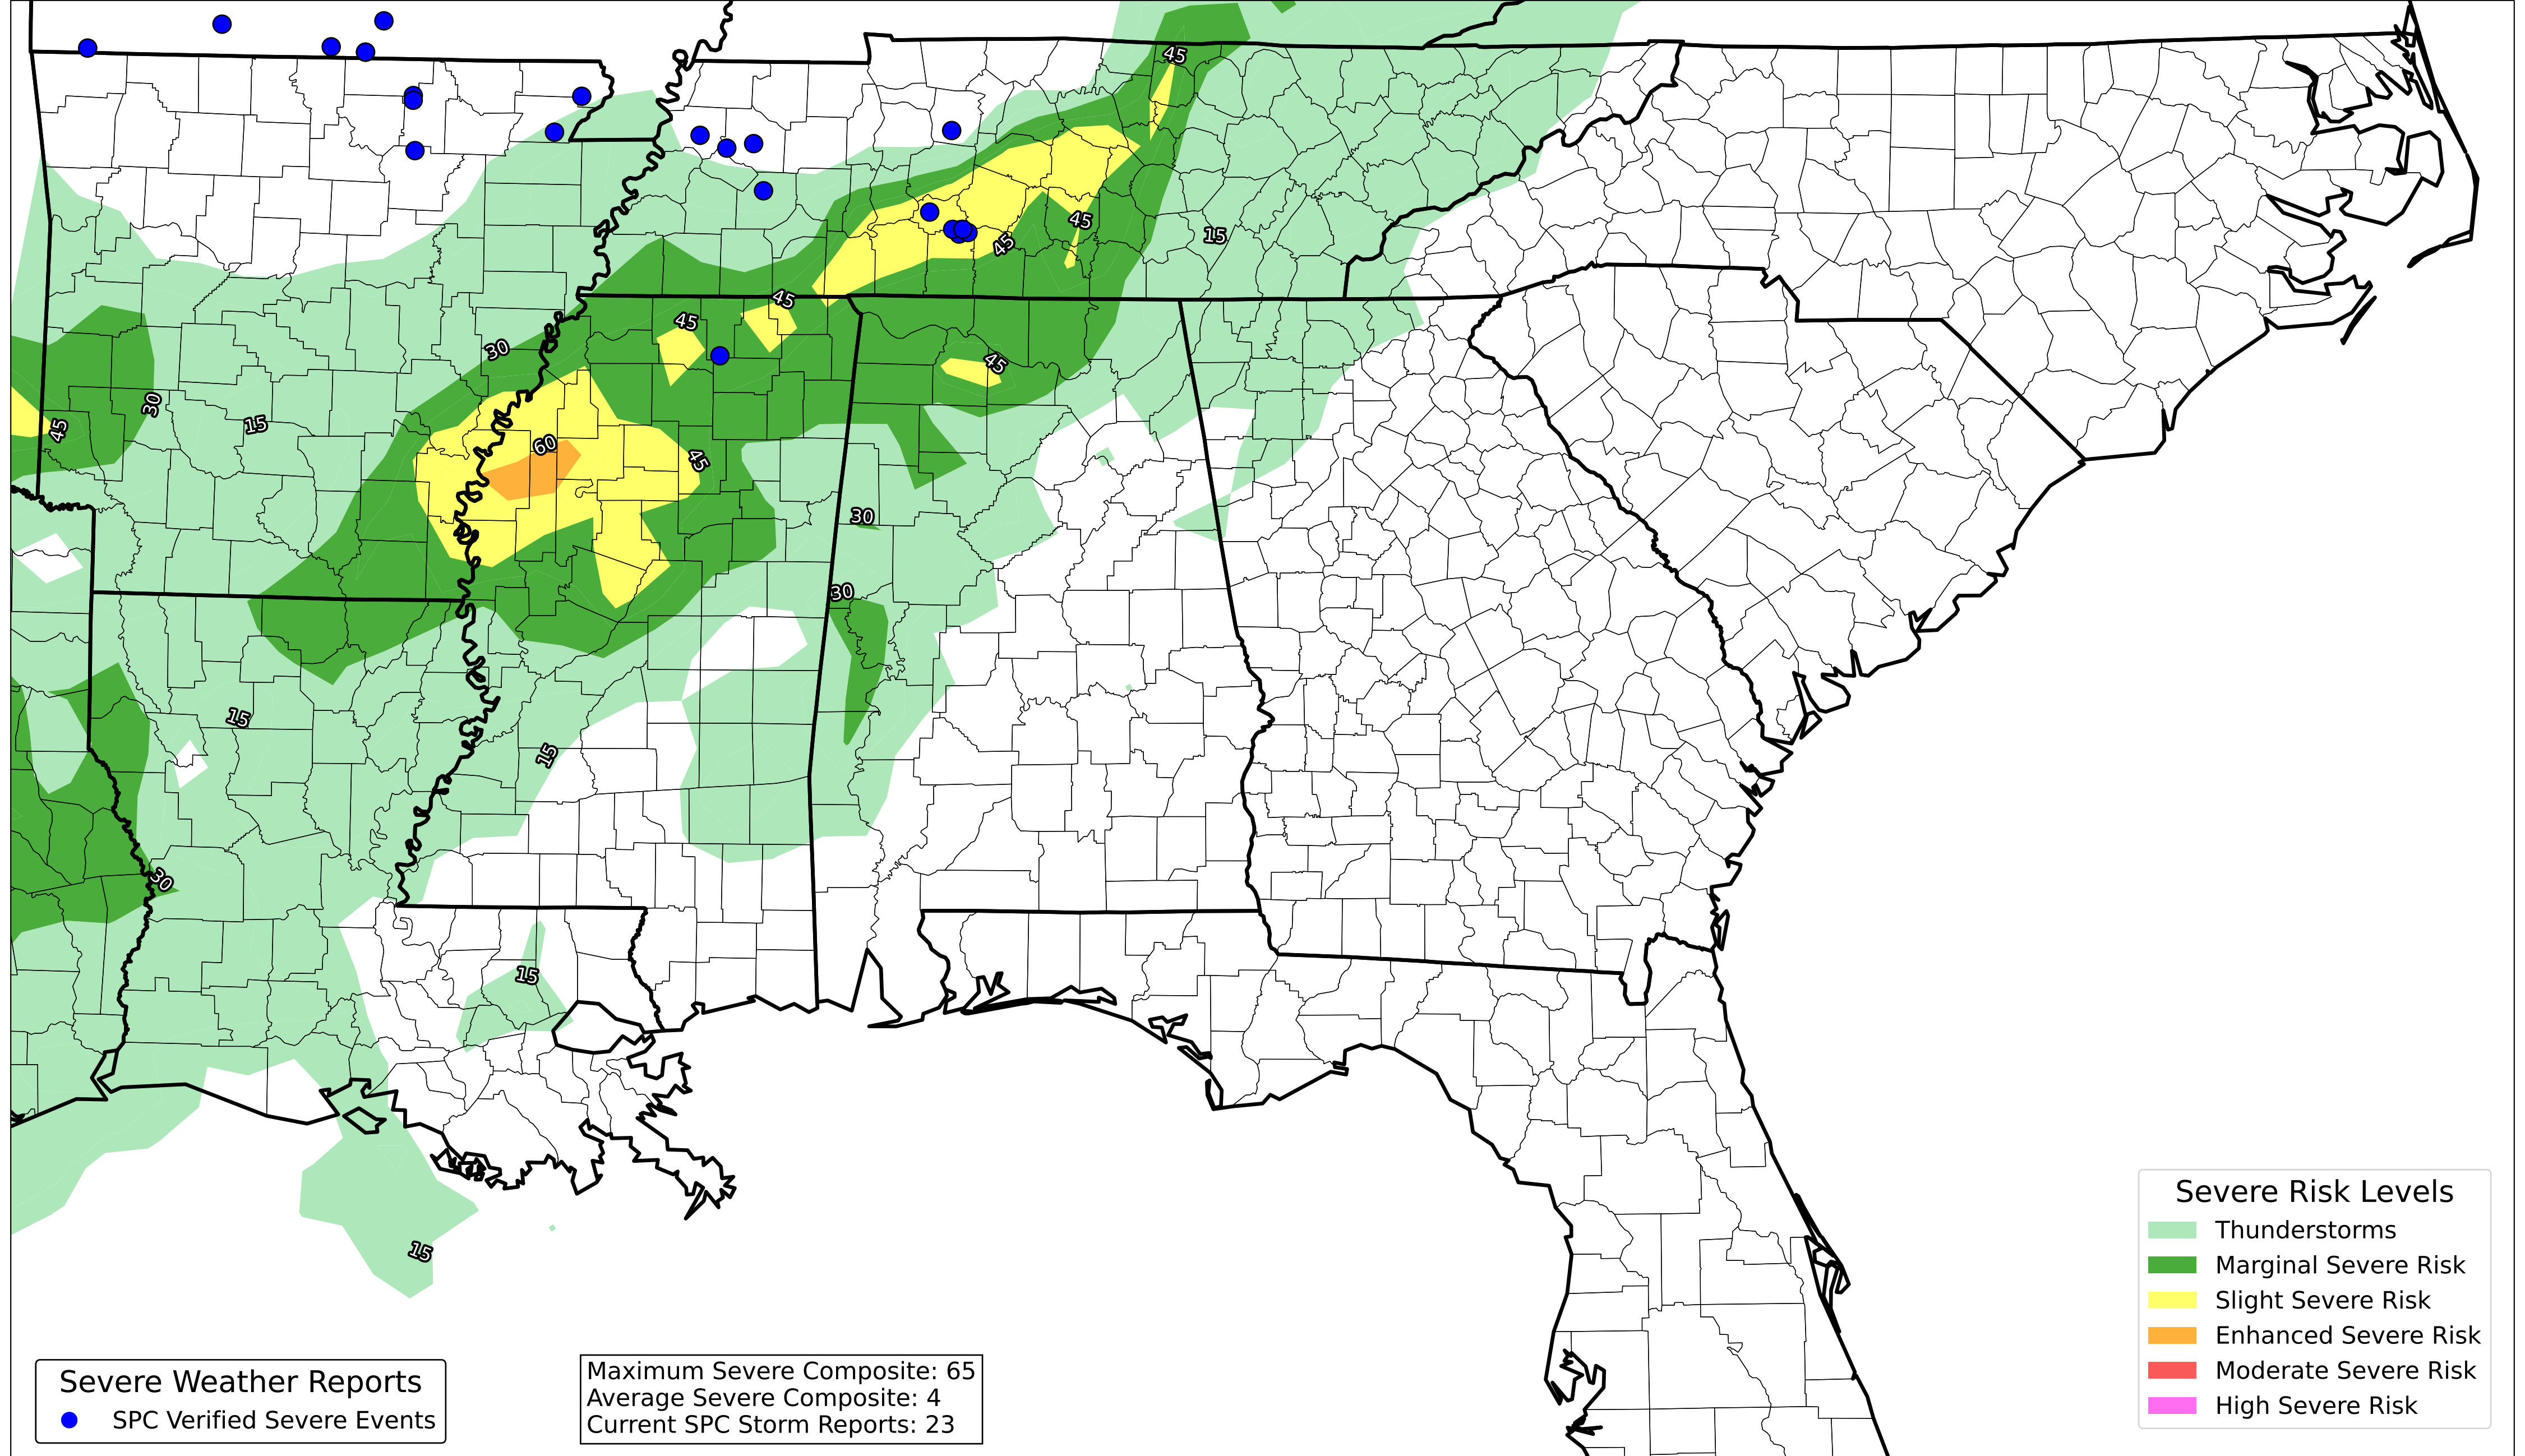 45
45
15
45
45
45
30
45
30
45
15
45
60
45
30
30
15
15
30
15
15
Severe Risk Levels
Thunderstorms
Marginal Severe Risk
Slight Severe Risk
Enhanced Severe Risk
Moderate Severe Risk
High Severe Risk
Severe Weather Reports
SPC Verified Severe Events
Maximum Severe Composite: 65
Average Severe Composite: 4
Current SPC Storm Reports: 23